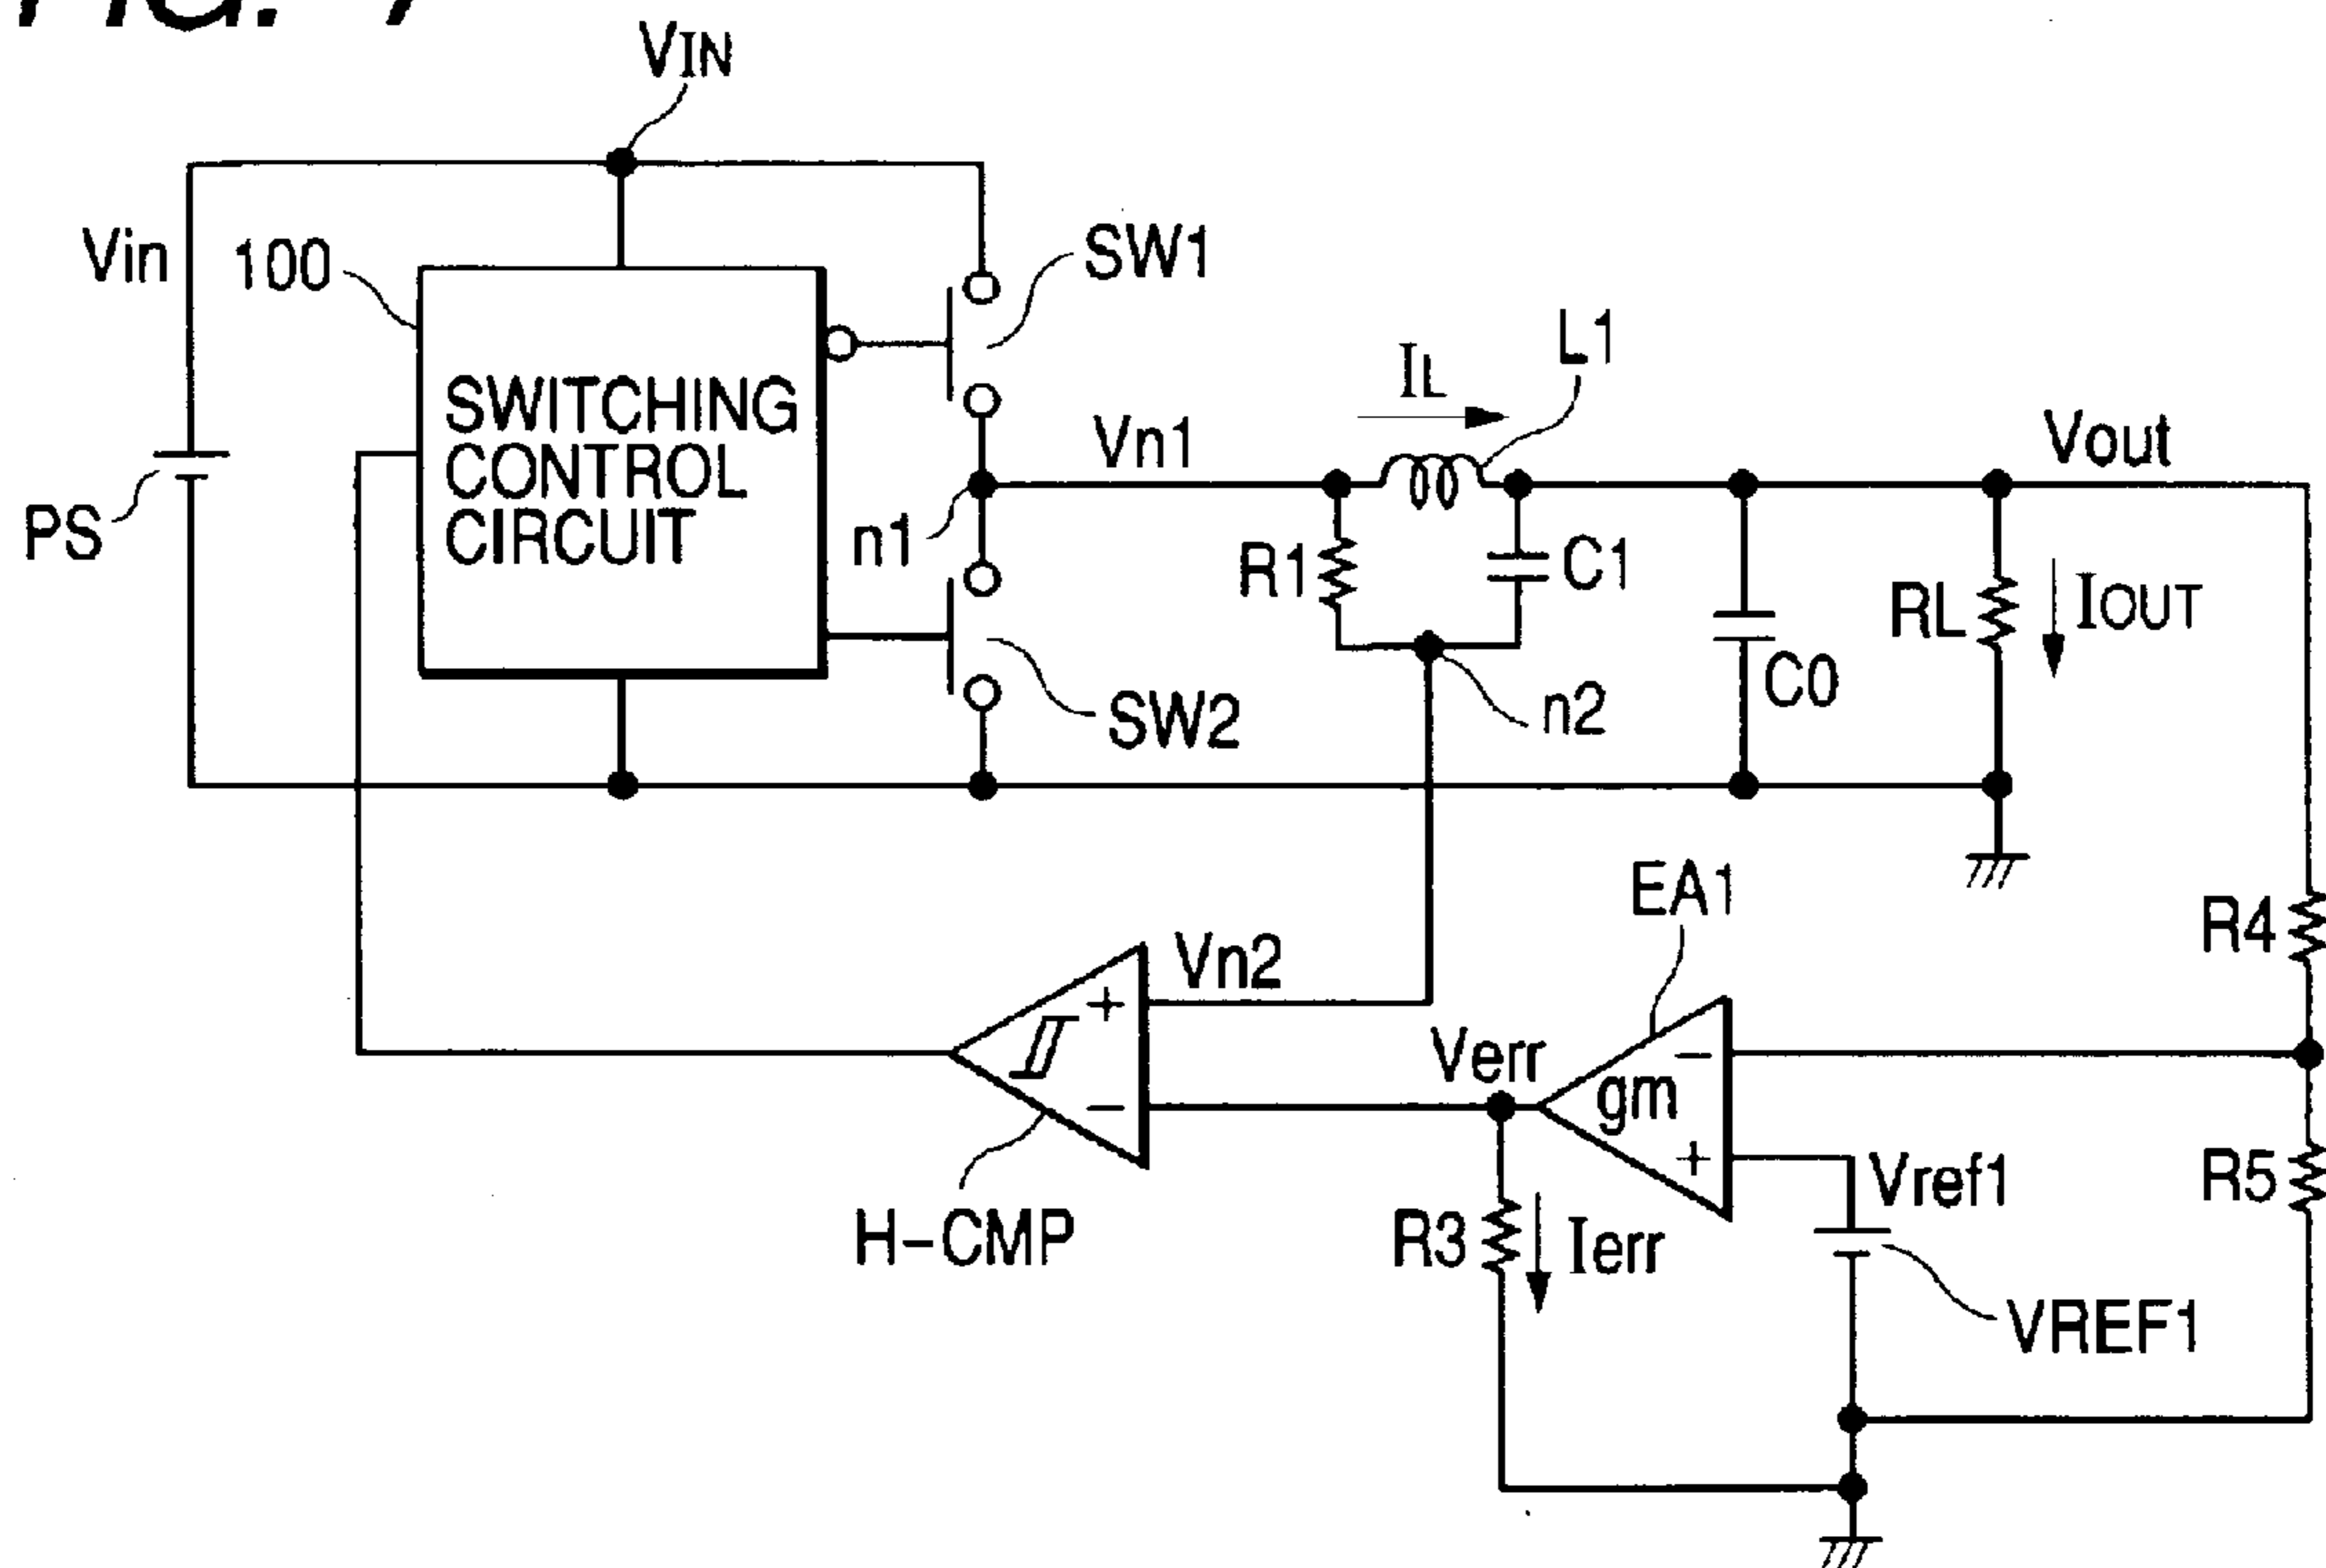 VIN
Vin
100
SW1
SWITCHING
CONTROL
CIRCUIT
PS
n1
Vn1
IL
L1
Vout
R1
C1
RL
IOUT
C0
SW2
n2
EA1
R4
Vn2
+
−
Verr
gm
−
+
Vref1
R5
H-CMP
R3
Ierr
VREF1